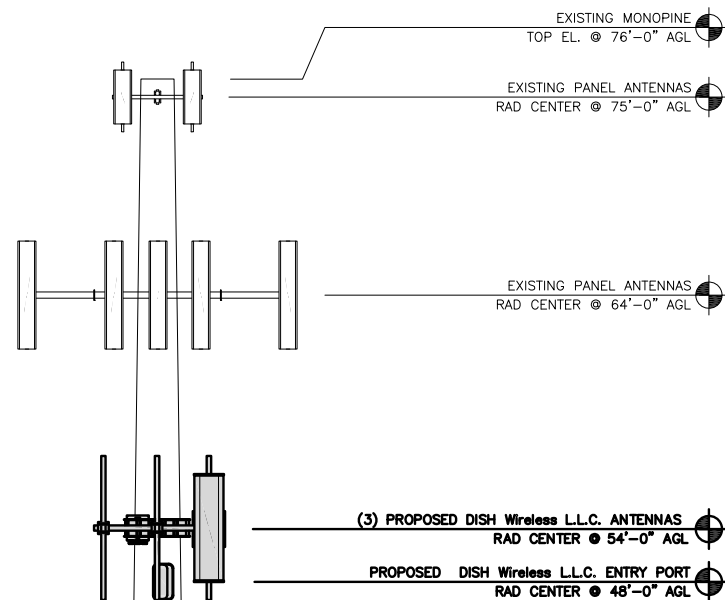 EXISTING MONOPINE
TOP EL. @ 76'-0" AGL
EXISTING PANEL ANTENNAS
RAD CENTER @ 75'-0" AGL
EXISTING PANEL ANTENNAS
RAD CENTER @ 64'-0" AGL
(3) PROPOSED DISH Wireless L.L.C. ANTENNAS
RAD CENTER @ 54'-0" AGL
PROPOSED DISH Wireless L.L.C. ENTRY PORT
RAD CENTER @ 48'-0" AGL